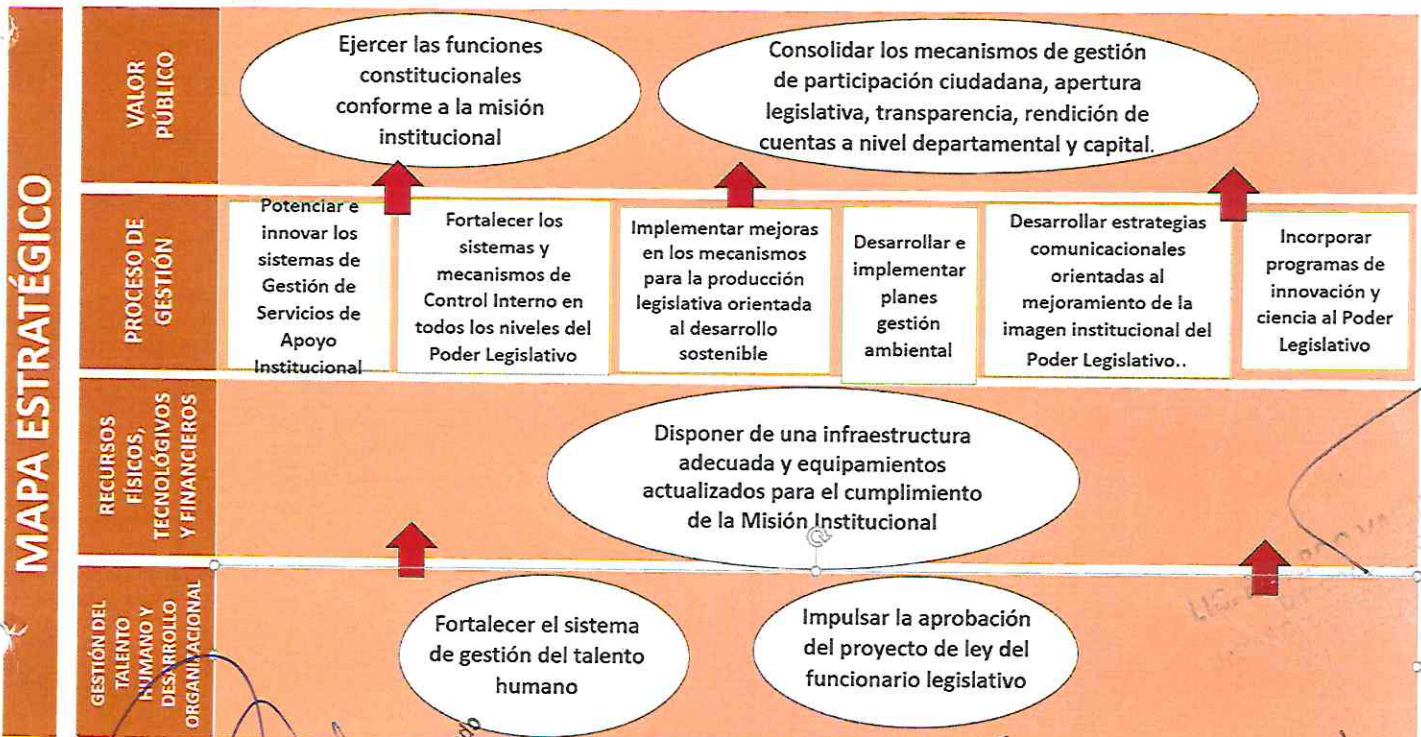 MAPA ESTRATÉGICO
VALOR
PÚBLICO
Ejercer las funciones
constitucionales
conforme a la misión
institucional
Consolidar los mecanismos de gestión
de participación ciudadana, apertura
legislativa, transparencia, rendición de
cuentas a nivel departamental y capital.
PROCESO DE
GESTIÓN
Potenciar e
innovar los
sistemas de
Gestión de
Servicios de
Apoyo
Institucional
Fortalecer los
sistemas y
mecanismos de
Control Interno en
todos los niveles del
Poder Legislativo
Implementar mejoras
en los mecanismos
para la producción
legislativa orientada
al desarrollo
sostenible
Desarrollar e
implementar
planes
gestión
ambiental
Desarrollar estrategias
comunicacionales
orientadas al
mejoramiento de la
imagen institucional del
Poder Legislativo..
Incorporar
programas de
innovación y
ciencia al Poder
Legislativo
RECURSOS
FÍSICOS,
TECNOLÓGIVOS
Y FINANCIEROS
Disponer de una infraestructura
adecuada y equipamientos
actualizados para el cumplimiento
de la Misión Institucional
GESTIÓN DEL
TALENTO
HUMANO Y
DESARROLLO
ORGANIZACIONAL
Fortalecer el sistema
de gestión del talento
humano
Impulsar la aprobación
del proyecto de ley del
funcionario legislativo
LIC.